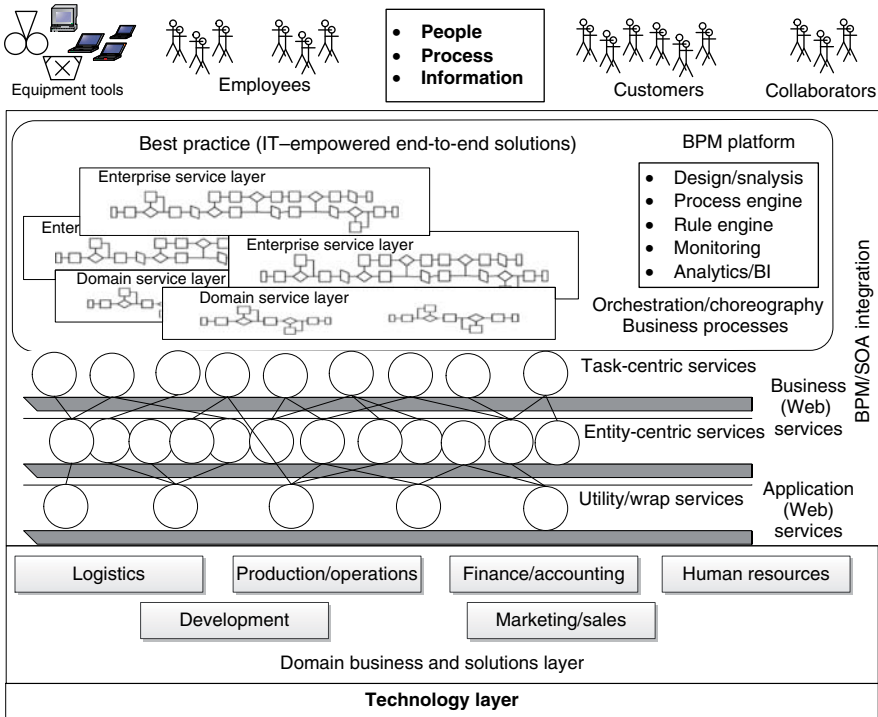 People
Process
Information
Equipment tools
Employees
Customers
Collaborators
Best practice (IT–empowered end-to-end solutions)
BPM platform
Enterprise service layer
Design/snalysis
Process engine
Rule engine
Monitoring
Analytics/BI
Enter
Enterprise service layer
Domain service layer
Domain service layer
Orchestration/choreography
Business processes
BPM/SOA integration
Task-centric services
Business
(Web)
services
Entity-centric services
Utility/wrap services
Application
(Web)
services
Logistics
Production/operations
Finance/accounting
Human resources
Development
Marketing/sales
Domain business and solutions layer
Technology layer